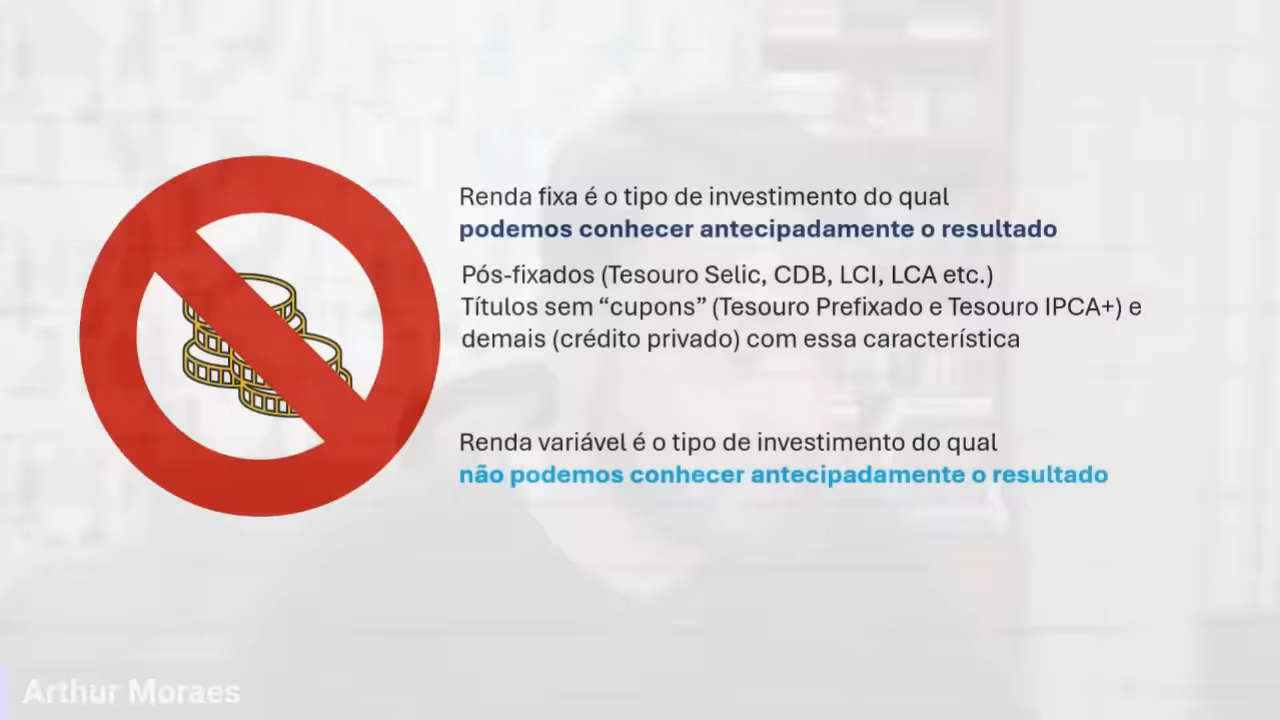 Renda fixa é o tipo de investimento do qual
podemos conhecer antecipadamente o resultado
Pós-fixados (Tesouro Selic, CDB, LCI, LCA etc.)
Títulos sem “cupons” (Tesouro Prefixado e Tesouro IPCA+) e
demais (crédito privado) com essa característica
Renda variável é o tipo de investimento do qual
não podemos conhecer antecipadamente o resultado
Arthur Moraes